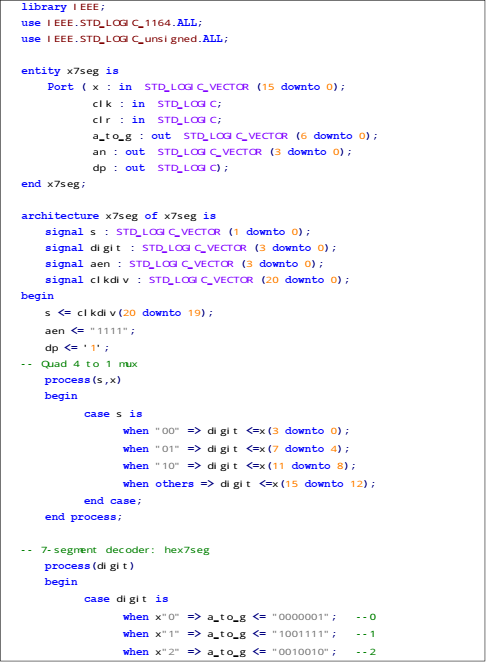 library IEEE;
use IEEE.STD_LOGIC_1164.ALL;
use IEEE.STD_LOGIC_unsigned.ALL;
entity x7seg is
Port ( x : in STD_LOGIC_VECTOR (15 downto 0);
clk : in STD_LOGIC;
clr : in STD_LOGIC;
a_to_g : out STD_LOGIC_VECTOR (6 downto 0);
an : out STD_LOGIC_VECTOR (3 downto 0);
dp : out STD_LOGIC);
end x7seg;
architecture x7seg of x7seg is
signal s : STD_LOGIC_VECTOR (1 downto 0);
signal digit : STD_LOGIC_VECTOR (3 downto 0);
signal aen : STD_LOGIC_VECTOR (3 downto 0);
signal clkdiv : STD_LOGIC_VECTOR (20 downto 0);
begin
s <= clkdiv(20 downto 19);
aen <= "1111";
dp <= '1';
-- Quad 4 to 1 mux
process(s,x)
begin
case s is
when "00" => digit <=x(3 downto 0);
when "01" => digit <=x(7 downto 4);
when "10" => digit <=x(11 downto 8);
when others => digit <=x(15 downto 12);
end case;
end process;
-- 7-segment decoder: hex7seg
process(digit)
begin
case digit is
when x"0" => a_to_g <= "0000001"; --0
when x"1" => a_to_g <= "1001111"; --1
when x"2" => a_to_g <= "0010010"; --2